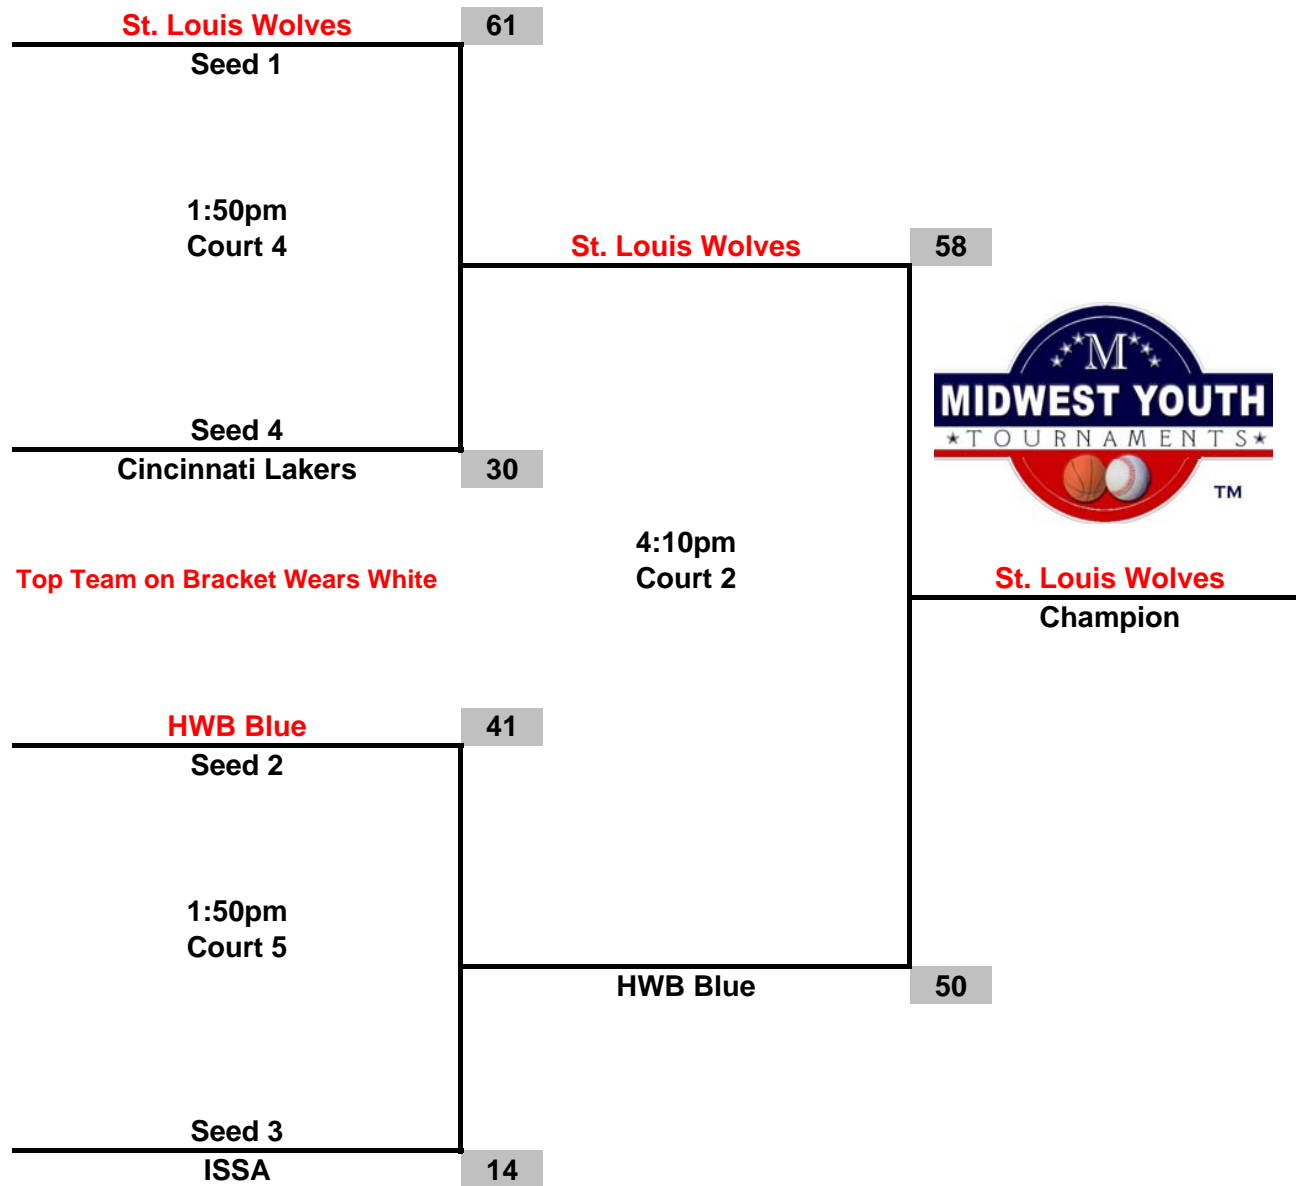 St. Louis Wolves 61
Seed 1
1:50pm
Court 4
St. Louis Wolves 58
M
MIDWEST YOUTH
TOURNAMENTS
TM
Seed 4
Cincinnati Lakers 30
4:10pm
Court 2
Top Team on Bracket Wears White
St. Louis Wolves
Champion
HWB Blue 41
Seed 2
1:50pm
Court 5
HWB Blue 50
Seed 3
ISSA 14